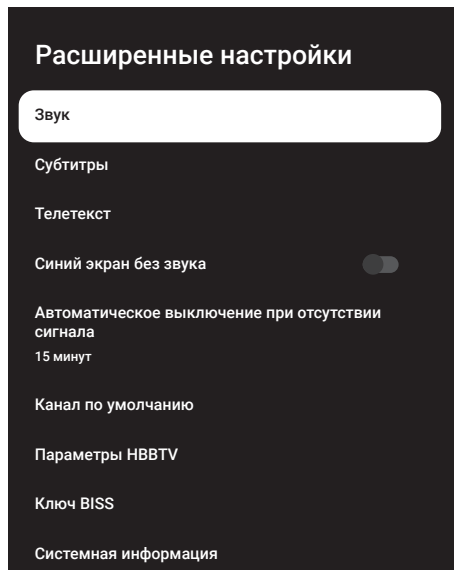 Расширенные настройки
Звук
Субтитры
Телетекст
Синий экран без звука
Автоматическое выключение при отсутствии
сигнала
15 минут
Канал по умолчанию
Параметры HBBTV
Ключ BISS
Системная информация